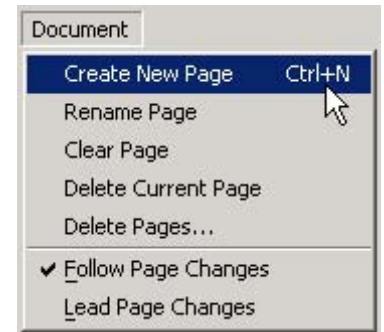 Document
Create New Page Ctrl+N
Rename Page
Clear Page
Delete Current Page
Delete Pages...
Follow Page Changes
Lead Page Changes